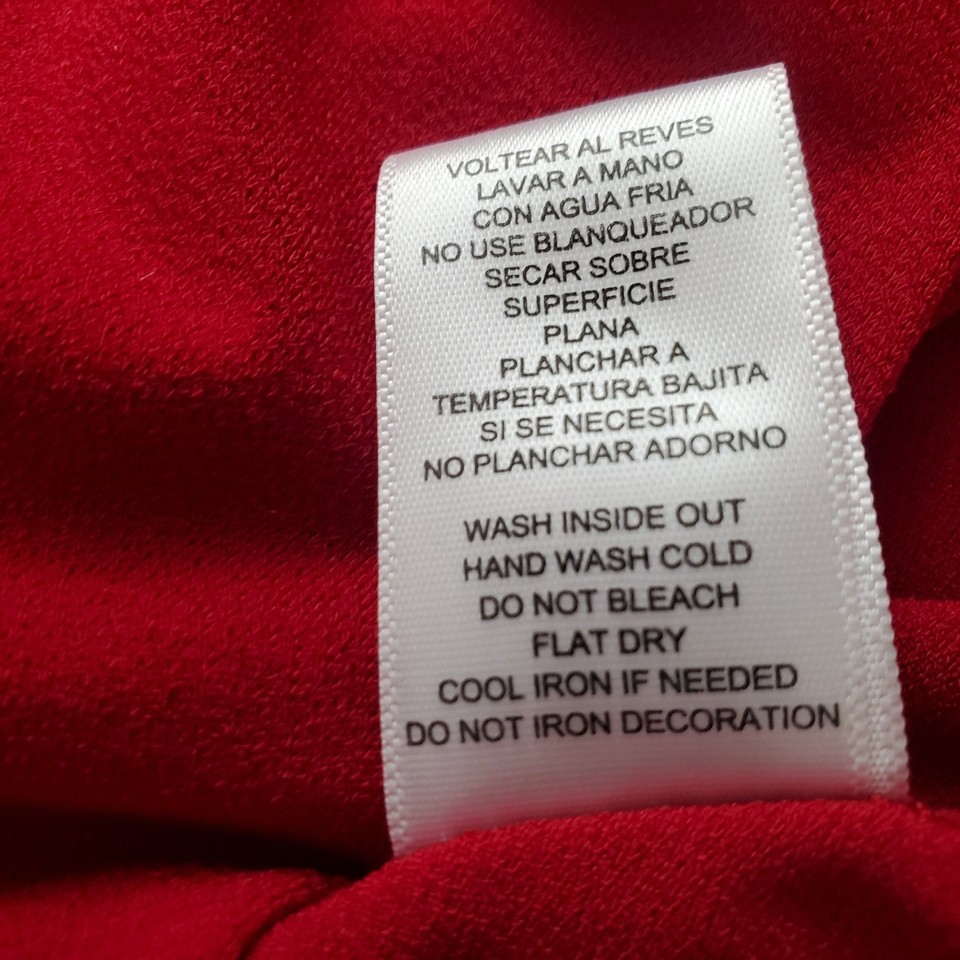 VOLTEAR AL REVES
LAVAR A MANO
CON AGUA FRIA
NO USE BLANQUEADOR
SECAR SOBRE
SUPERFICIE
PLANA
PLANCHAR A
TEMPERATURA BAJITA
SI SE NECESITA
NO PLANCHAR ADORNO
WASH INSIDE OUT
HAND WASH COLD
DO NOT BLEACH
FLAT DRY
COOL IRON IF NEEDED
DO NOT IRON DECORATION